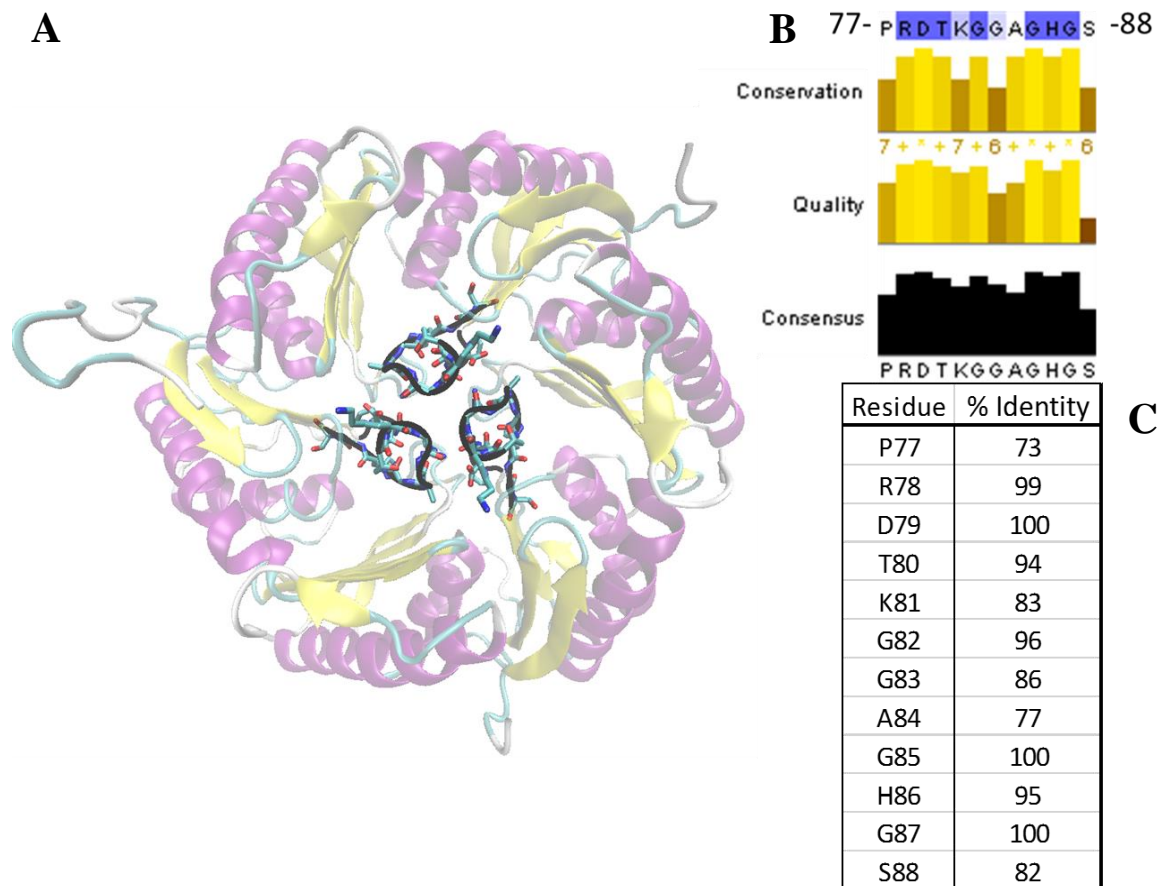 A
B
77- PRDTKGGAGHGS -88
Conservation
7+*+7+6+*+*6
Quality
Consensus
PRDTKGGAGHGS
C
Residue % Identity
P77 73
R78 99
D79 100
T80 94
K81 83
G82 96
G83 86
A84 77
G85 100
H86 95
G87 100
S88 82